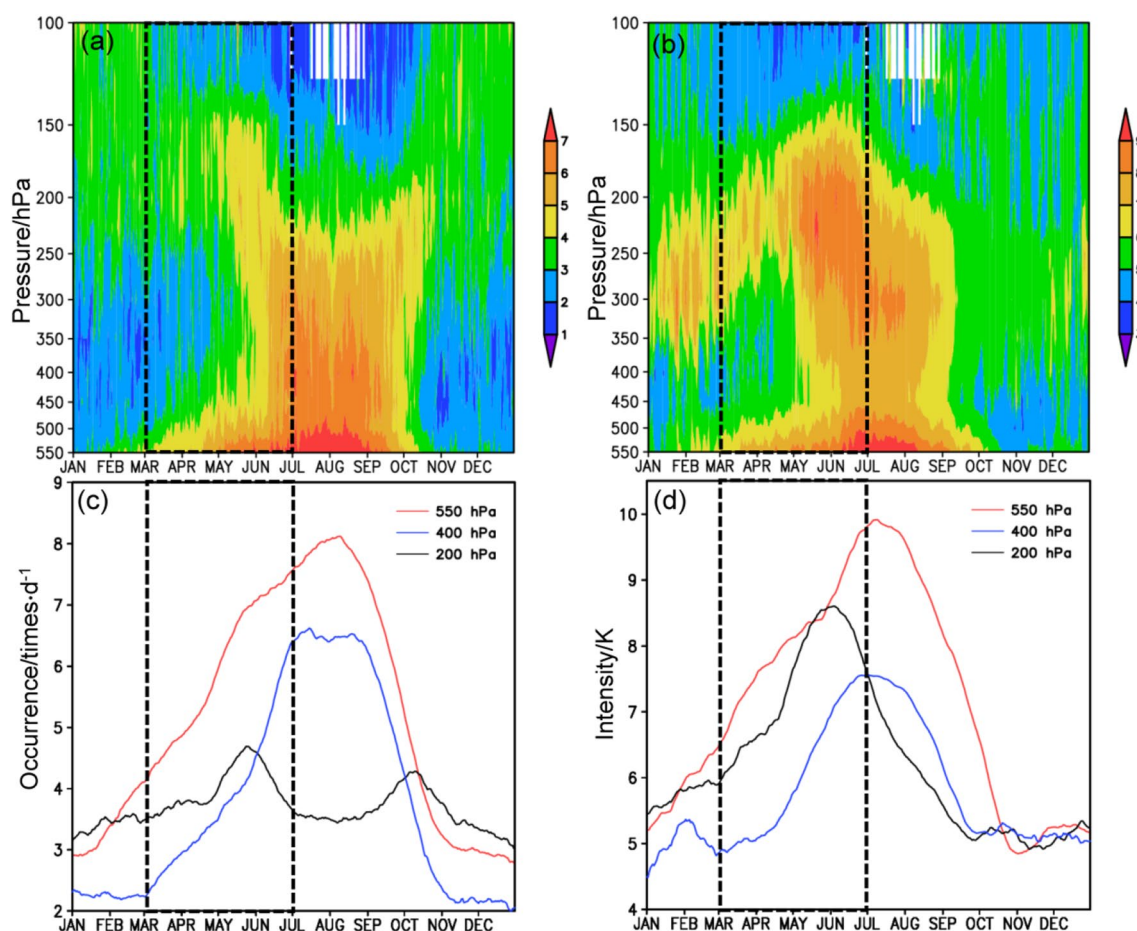 (a)
Pressure/hPa
100
150
200
250
300
350
400
450
500
550
JAN FEB MAR APR MAY JUN JUL AUG SEP OCT NOV DEC
7
6
5
4
3
2
1
(b)
Pressure/hPa
100
150
200
250
300
350
400
450
500
550
JAN FEB MAR APR MAY JUN JUL AUG SEP OCT NOV DEC
(c)
Occurrence/times·d⁻¹
9
8
7
6
5
4
3
2
550 hPa
400 hPa
200 hPa
JAN FEB MAR APR MAY JUN JUL AUG SEP OCT NOV DEC
(d)
Intensity/K
10
9
8
7
6
5
4
550 hPa
400 hPa
200 hPa
JAN FEB MAR APR MAY JUN JUL AUG SEP OCT NOV DEC